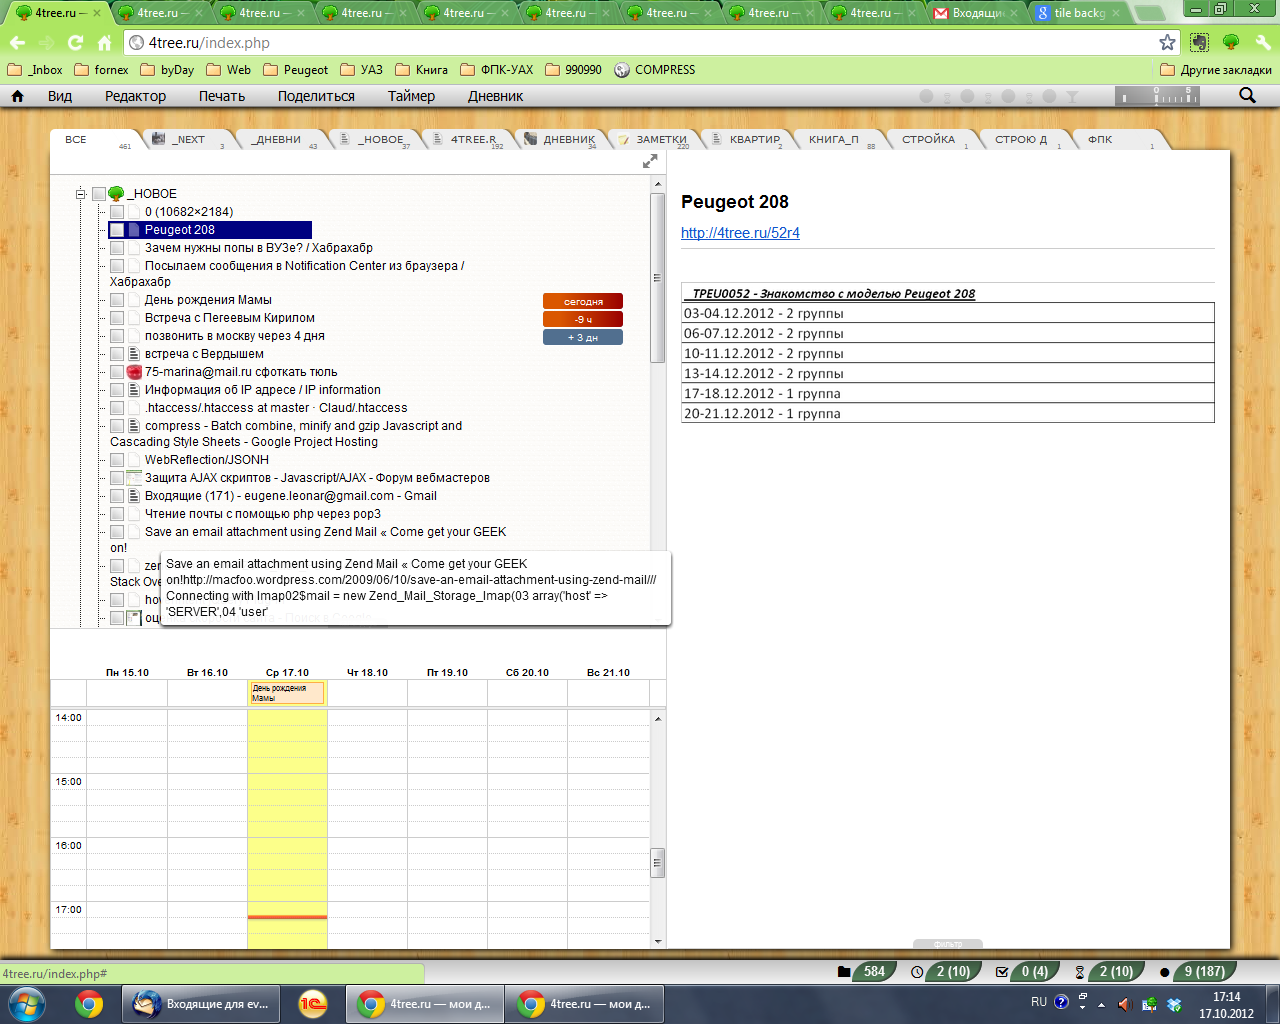 4tree.ru —
4tree.ru —
4tree.ru —
4tree.ru —
4tree.ru —
4tree.ru —
4tree.ru —
4tree.ru —
4tree.ru —
Входящи
tile backg
4tree.ru/index.php
_Inbox
fornex
byDay
Web
Peugeot
УАЗ
Книга
ФПК-УАХ
990990
COMPRESS
Другие закладки
Вид
Редактор
Печать
Поделиться
Таймер
Дневник
0 S
ВСЕ 461
_NEXT 3
_ДНЕВНИ 43
_НОВОЕ 37
4TREE.R 192
ДНЕВНИК 34
ЗАМЕТКИ 220
КВАРТИР 2
КНИГА_П 88
СТРОЙКА 1
СТРОЮ Д 1
ФПК 1
_НОВОЕ
0 (10682×2184)
Peugeot 208
Зачем нужны попы в ВУЗе? / Хабрахабр
Посылаем сообщения в Notification Center из браузера /
Хабрахабр
День рождения Мамы
сегодня
Встреча с Пегеевым Кирилом
-9 ч
позвонить в москву через 4 дня
+ 3 дн
встреча с Вердышем
75-marina@mail.ru сфоткать тюль
Информация об IP адресе / IP information
.htaccess/.htaccess at master · Claud/.htaccess
compress - Batch combine, minify and gzip Javascript and
Cascading Style Sheets - Google Project Hosting
WebReflection/JSONH
Защита AJAX скриптов - Javascript/AJAX - Форум вебмастеров
Входящие (171) - eugene.leonar@gmail.com - Gmail
Чтение почты с помощью php через pop3
Save an email attachment using Zend Mail « Come get your GEEK
on!
zen
Stack Ove
how
оц
Save an email attachment using Zend Mail « Come get your GEEK
on!http://macfoo.wordpress.com/2009/06/10/save-an-email-attachment-using-zend-mail///
Connecting with Imap02$mail = new Zend_Mail_Storage_Imap(03 array('host' =>
'SERVER',04 'user'
Peugeot 208
http://4tree.ru/52r4
TPEU0052 - Знакомство с моделью Peugeot 208
03-04.12.2012 - 2 группы
06-07.12.2012 - 2 группы
10-11.12.2012 - 2 группы
13-14.12.2012 - 2 группы
17-18.12.2012 - 1 группа
20-21.12.2012 - 1 группа
Пн 15.10
Вт 16.10
Ср 17.10
Чт 18.10
Пт 19.10
Сб 20.10
Вс 21.10
День рождения
Мамы
14:00
15:00
16:00
17:00
фильтр
4tree.ru/index.php#
584
2 (10)
0 (4)
2 (10)
9 (187)
Входящие для ev...
4tree.ru — мои д...
4tree.ru — мои д...
RU
17:14
17.10.2012